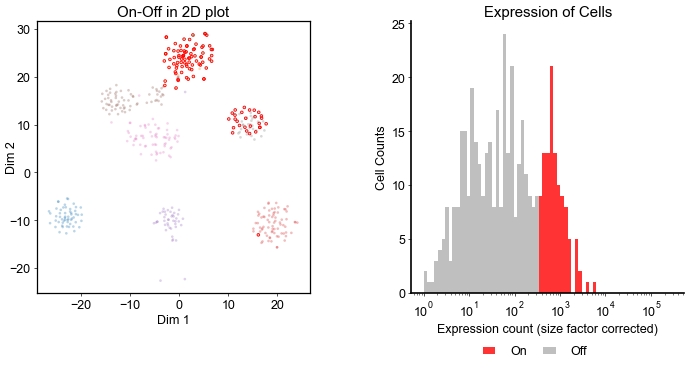 On-Off in 2D plot
30
20
10
0
−10
−20
Dim 2
−20 −10 0 10 20
Dim 1
Expression of Cells
25
20
15
10
5
0
Cell Counts
10^0 10^1 10^2 10^3 10^4 10^5
Expression count (size factor corrected)
On Off